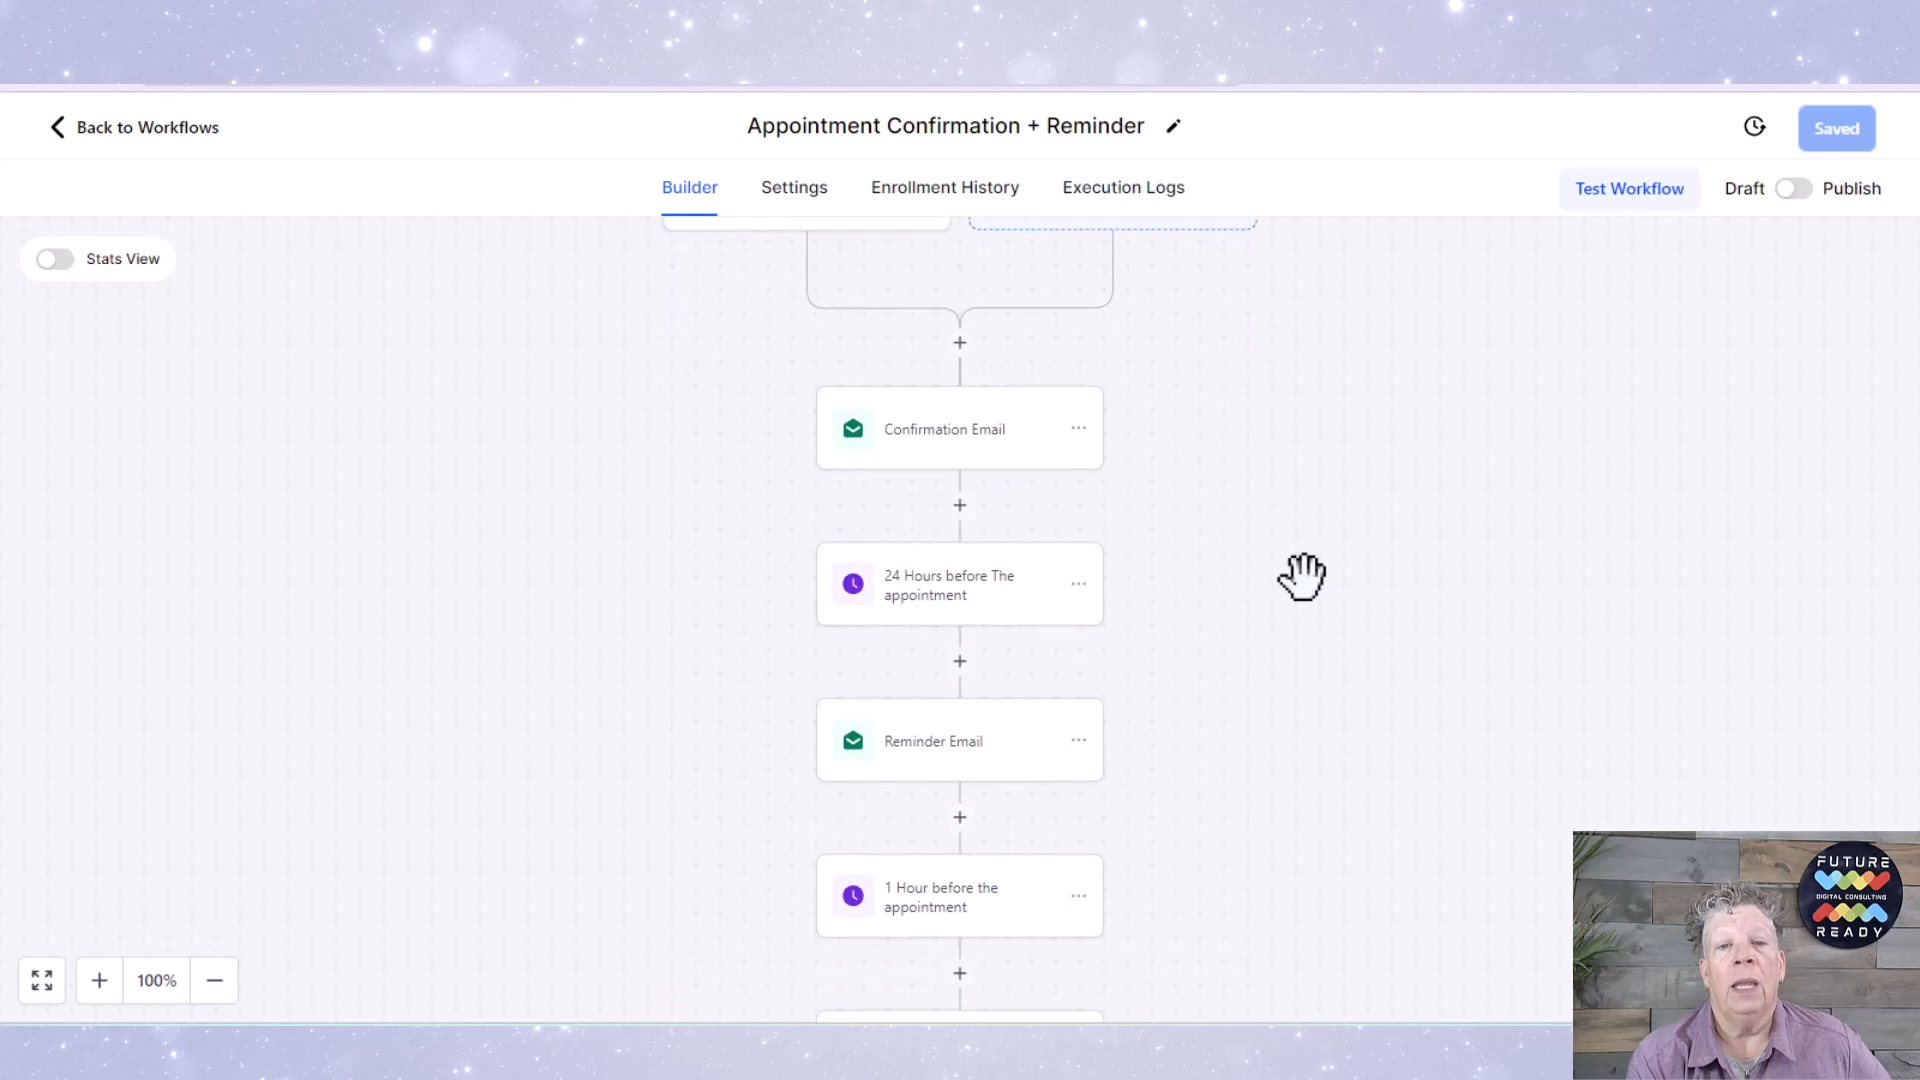 Back to Workflows
Appointment Confirmation + Reminder
Saved
Builder
Settings
Enrollment History
Execution Logs
Test Workflow
Draft
Publish
Stats View
Confirmation Email
24 Hours before The
appointment
Reminder Email
1 Hour before the
appointment
100%
FUTURE
DIGITAL CONSULTING
READY